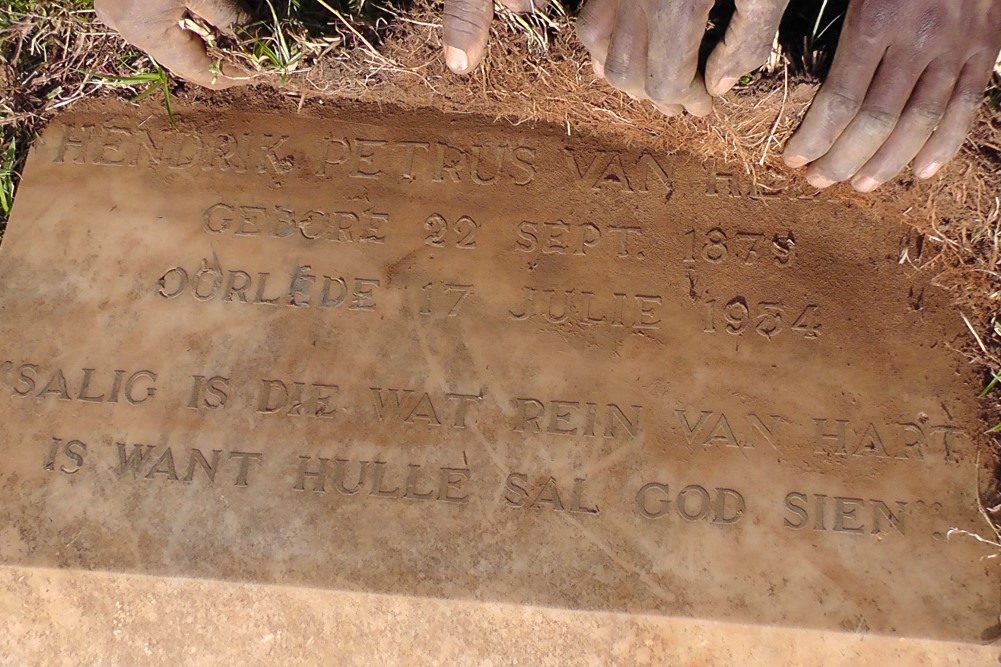 HENDRIK PETRUS VAN
GEBORE 22 SEPT.
OORLEDE 17 JULIE 1954
"SALIG IS DIE WAT REIN VAN HART
IS WANT HULLE SAL GOD SIEN".